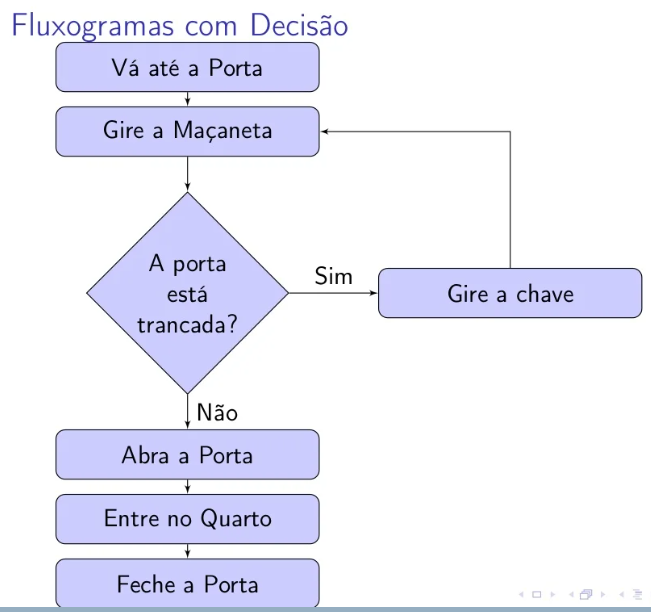 Fluxogramas com Decisão
Vá até a Porta
Gire a Maçaneta
A porta
está
trancada?
Sim
Gire a chave
Não
Abra a Porta
Entre no Quarto
Feche a Porta